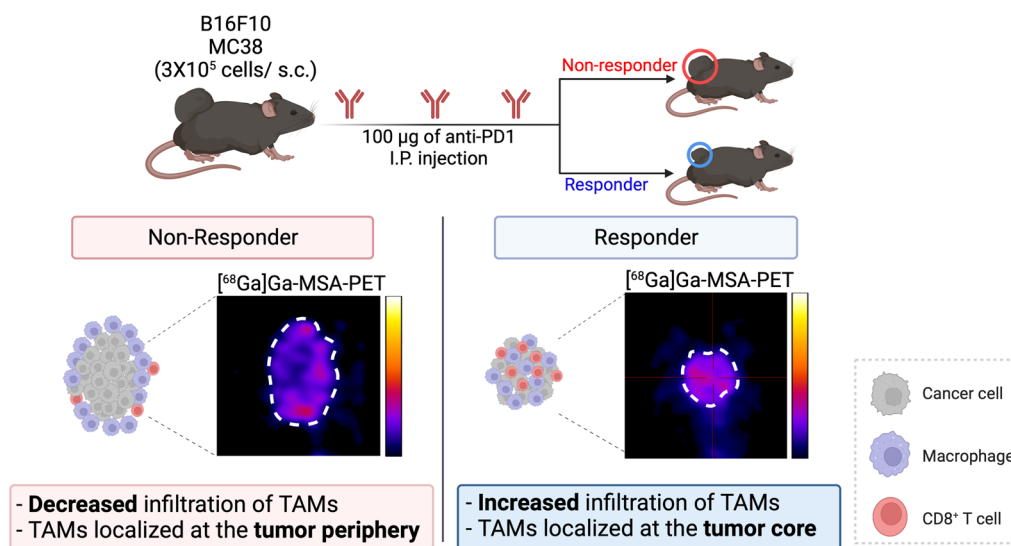 B16F10
MC38
(3X10⁵ cells/ s.c.)
100 µg of anti-PD1
I.P. injection
Non-responder
Responder
Non-Responder
[⁶⁸Ga]Ga-MSA-PET
- Decreased infiltration of TAMs
- TAMs localized at the tumor periphery
Responder
[⁶⁸Ga]Ga-MSA-PET
- Increased infiltration of TAMs
- TAMs localized at the tumor core
Cancer cell
Macrophage
CD8⁺ T cell